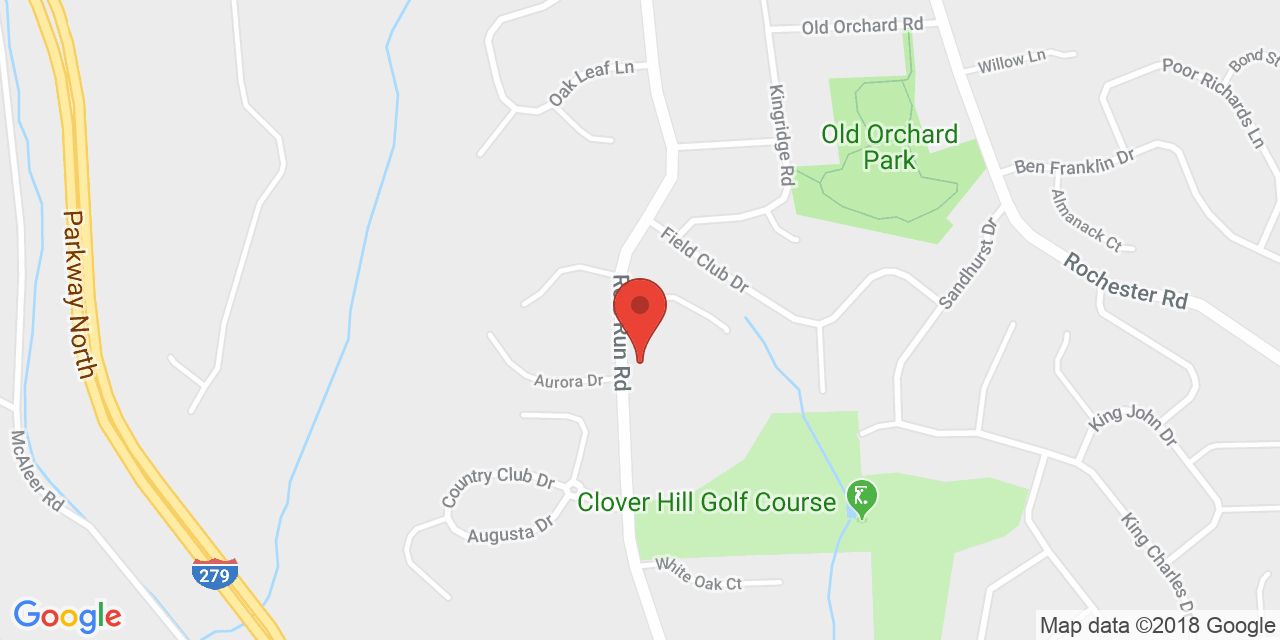 Old Orchard Rd
Willow Ln
Bond St
Poor Richards Ln
Oak Leaf Ln
Kingridge Rd
Old Orchard
Park
Ben Franklin Dr
Almanack Ct
Parkway North
Field Club Dr
Sandhurst Dr
Rochester Rd
Run Rd
Aurora Dr
King John Dr
McAleer Rd
Country Club Dr
Clover Hill Golf Course
Augusta Dr
King Charles D
White Oak Ct
279
Google
Map data ©2018 Google